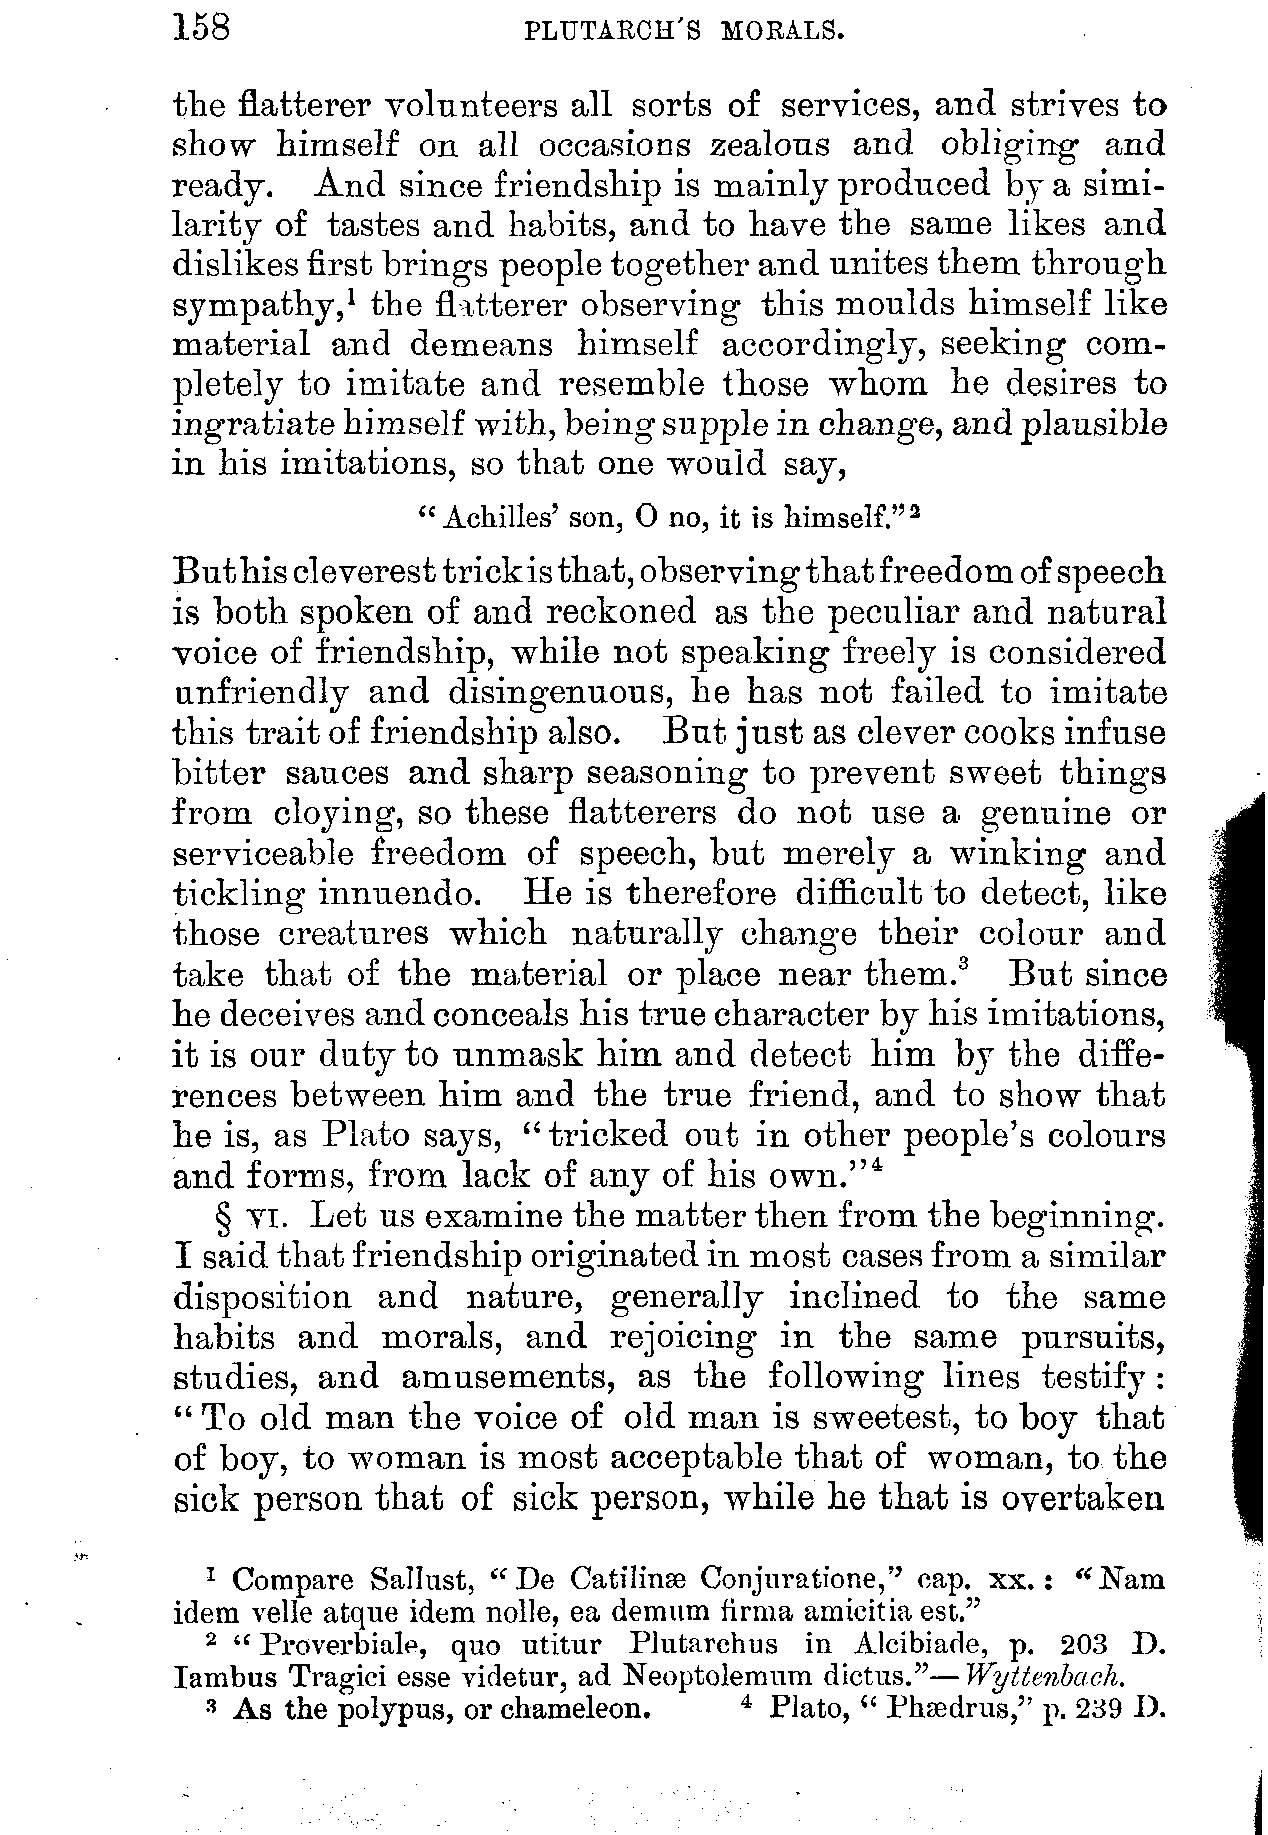 158 PLUTARCH'S MORALS.
the flatterer volunteers all sorts of services, and strives to
show himself on all occasions zealous and obliging and
ready. And since friendship is mainly produced by a simi-
larity of tastes and habits, and to have the same likes and
dislikes first brings people together and unites them through
sympathy,¹ the flatterer observing this moulds himself like
material and demeans himself accordingly, seeking com-
pletely to imitate and resemble those whom he desires to
ingratiate himself with, being supple in change, and plausible
in his imitations, so that one would say,
“Achilles’ son, O no, it is himself.”²
But his cleverest trick is that, observing that freedom of speech
is both spoken of and reckoned as the peculiar and natural
voice of friendship, while not speaking freely is considered
unfriendly and disingenuous, he has not failed to imitate
this trait of friendship also. But just as clever cooks infuse
bitter sauces and sharp seasoning to prevent sweet things
from cloying, so these flatterers do not use a genuine or
serviceable freedom of speech, but merely a winking and
tickling innuendo. He is therefore difficult to detect, like
those creatures which naturally change their colour and
take that of the material or place near them.³ But since
he deceives and conceals his true character by his imitations,
it is our duty to unmask him and detect him by the diffe-
rences between him and the true friend, and to show that
he is, as Plato says, “tricked out in other people’s colours
and forms, from lack of any of his own.”⁴
§ VI. Let us examine the matter then from the beginning.
I said that friendship originated in most cases from a similar
disposition and nature, generally inclined to the same
habits and morals, and rejoicing in the same pursuits,
studies, and amusements, as the following lines testify:
“To old man the voice of old man is sweetest, to boy that
of boy, to woman is most acceptable that of woman, to the
sick person that of sick person, while he that is overtaken
¹ Compare Sallust, “De Catilinæ Conjuratione,” cap. xx.: “Nam
idem velle atque idem nolle, ea demum firma amicitia est.”
² “Proverbiale, quo utitur Plutarchus in Alcibiade, p. 203 D.
Iambus Tragici esse videtur, ad Neoptolemum dictus.”—Wyttenbach.
³ As the polypus, or chameleon. ⁴ Plato, “Phædrus,” p. 239 D.